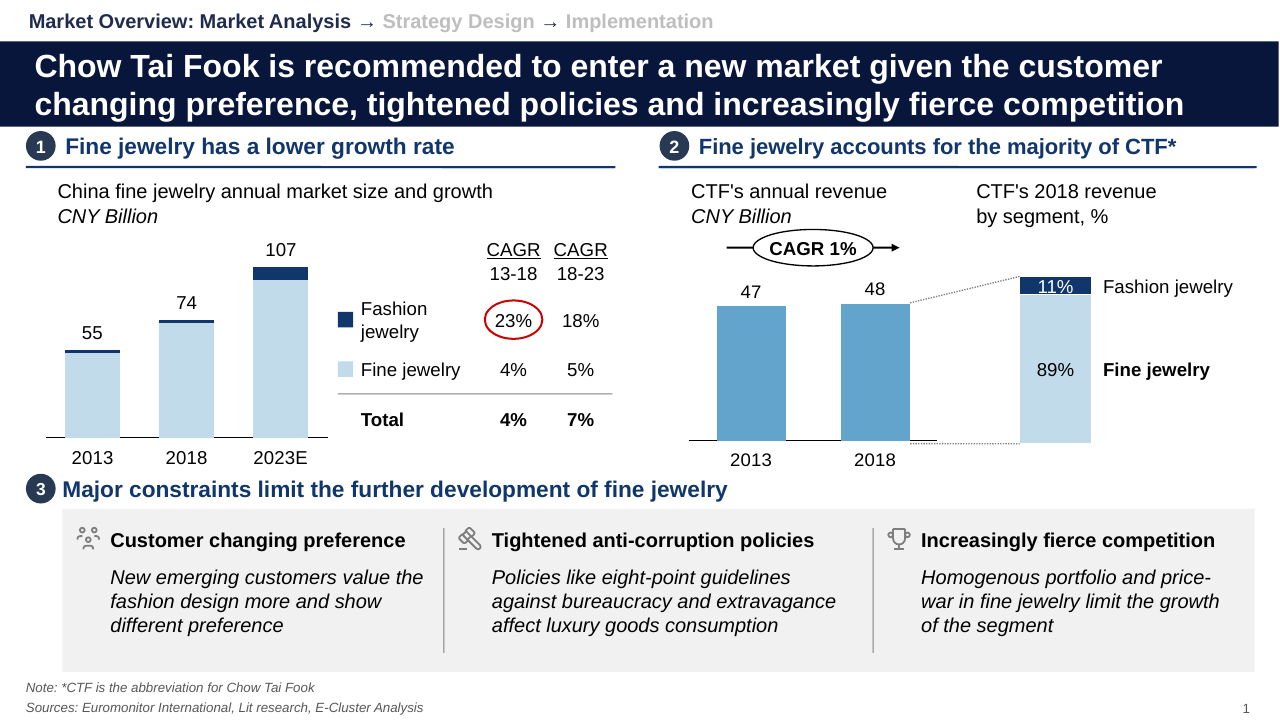 Market Overview: Market Analysis → Strategy Design → Implementation
Chow Tai Fook is recommended to enter a new market given the customer
changing preference, tightened policies and increasingly fierce competition
1 Fine jewelry has a lower growth rate
China fine jewelry annual market size and growth
CNY Billion
55
74
107
2013
2018
2023E
CAGR CAGR
13-18 18-23
Fashion
jewelry
23% 18%
Fine jewelry 4% 5%
Total 4% 7%
2 Fine jewelry accounts for the majority of CTF*
CTF's annual revenue
CNY Billion
CAGR 1%
47
48
2013
2018
CTF's 2018 revenue
by segment, %
11% Fashion jewelry
89% Fine jewelry
3 Major constraints limit the further development of fine jewelry
Customer changing preference
New emerging customers value the
fashion design more and show
different preference
Tightened anti-corruption policies
Policies like eight-point guidelines
against bureaucracy and extravagance
affect luxury goods consumption
Increasingly fierce competition
Homogenous portfolio and price-
war in fine jewelry limit the growth
of the segment
Note: *CTF is the abbreviation for Chow Tai Fook
Sources: Euromonitor International, Lit research, E-Cluster Analysis
1